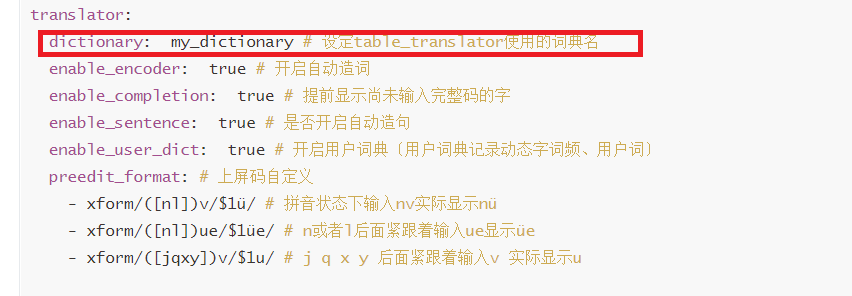 translator:
dictionary:  my_dictionary # 设定table_translator使用的词典名
enable_encoder:  true # 开启自动造词
enable_completion:  true # 提前显示尚未输入完整码的字
enable_sentence:  true # 是否开启自动造句
enable_user_dict:  true # 开启用户词典〔用户词典记录动态字词频、用户词〕
preedit_format: # 上屏码自定义
- xform/([nl])v/$1ü/ # 拼音状态下输入nv实际显示nü
- xform/([nl])ue/$1üe/ # n或者l后面紧跟着输入ue显示üe
- xform/([jqxy])v/$1u/ # j q x y 后面紧跟着输入v 实际显示u